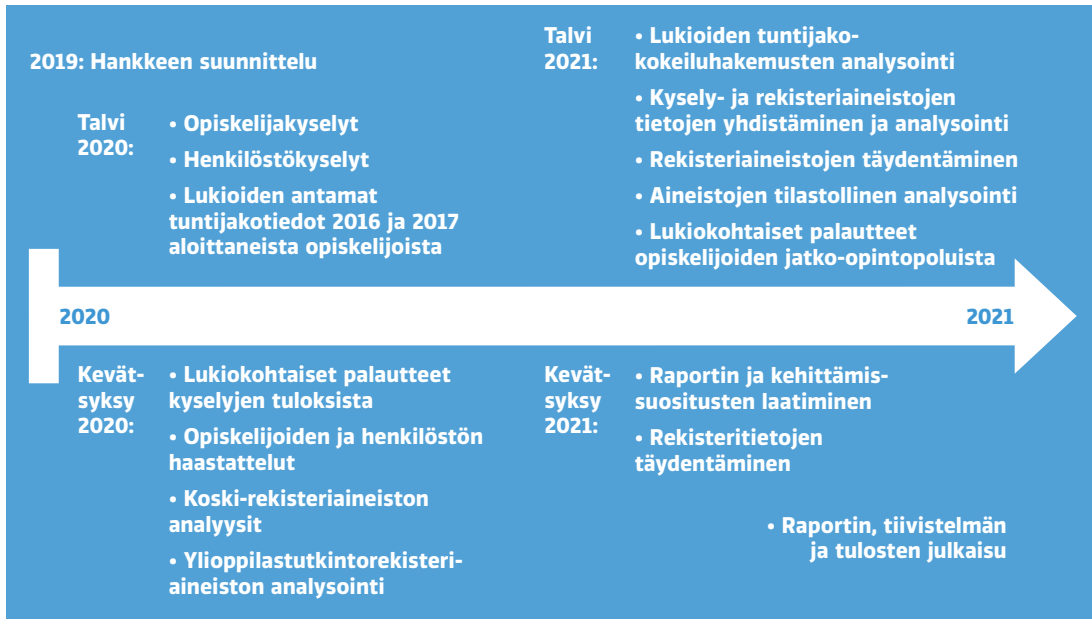 2019: Hankkeen suunnittelu
Talvi
2020:
• Opiskelijakyselyt
• Henkilöstökyselyt
• Lukioiden antamat
tuntijakotiedot 2016 ja 2017
aloittaneista opiskelijoista
Talvi
2021:
• Lukioiden tuntijako-
kokeiluhakemusten analysointi
• Kysely- ja rekisteriaineistojen
tietojen yhdistäminen ja analysointi
• Rekisteriaineistojen täydentäminen
• Aineistojen tilastollinen analysointi
• Lukiokohtaiset palautteet
opiskelijoiden jatko-opintopoluista
2020
2021
Kevät-
syksy
2020:
• Lukiokohtaiset palautteet
kyselyjen tuloksista
• Opiskelijoiden ja henkilöstön
haastattelut
• Koski-rekisteriaineiston
analyysit
• Ylioppilastutkintorekisteri-
aineiston analysointi
Kevät-
syksy
2021:
• Raportin ja kehittämis-
suositusten laatiminen
• Rekisteritietojen
täydentäminen
• Raportin, tiivistelmän
ja tulosten julkaisu